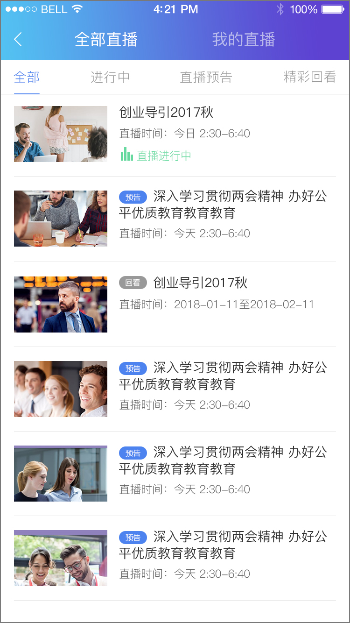 BELL 4:21 PM 100%
全部直播 我的直播
全部 进行中 直播预告 精彩回看
创业导引2017秋
直播时间：今日 2:30-6:40
直播进行中
预告 深入学习贯彻两会精神 办好公
平优质教育教育教育
直播时间：今天 2:30-6:40
回看 创业导引2017秋
直播时间：2018-01-11至2018-02-11
预告 深入学习贯彻两会精神 办好公
平优质教育教育教育
直播时间：今天 2:30-6:40
预告 深入学习贯彻两会精神 办好公
平优质教育教育教育
直播时间：今天 2:30-6:40
预告 深入学习贯彻两会精神 办好公
平优质教育教育教育
直播时间：今天 2:30-6:40